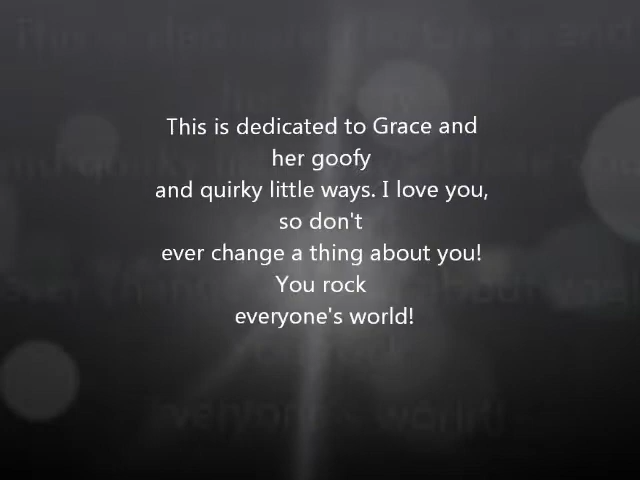 This is dedicated to Grace and
her goofy
and quirky little ways. I love you,
so don't
ever change a thing about you!
You rock
everyone's world!